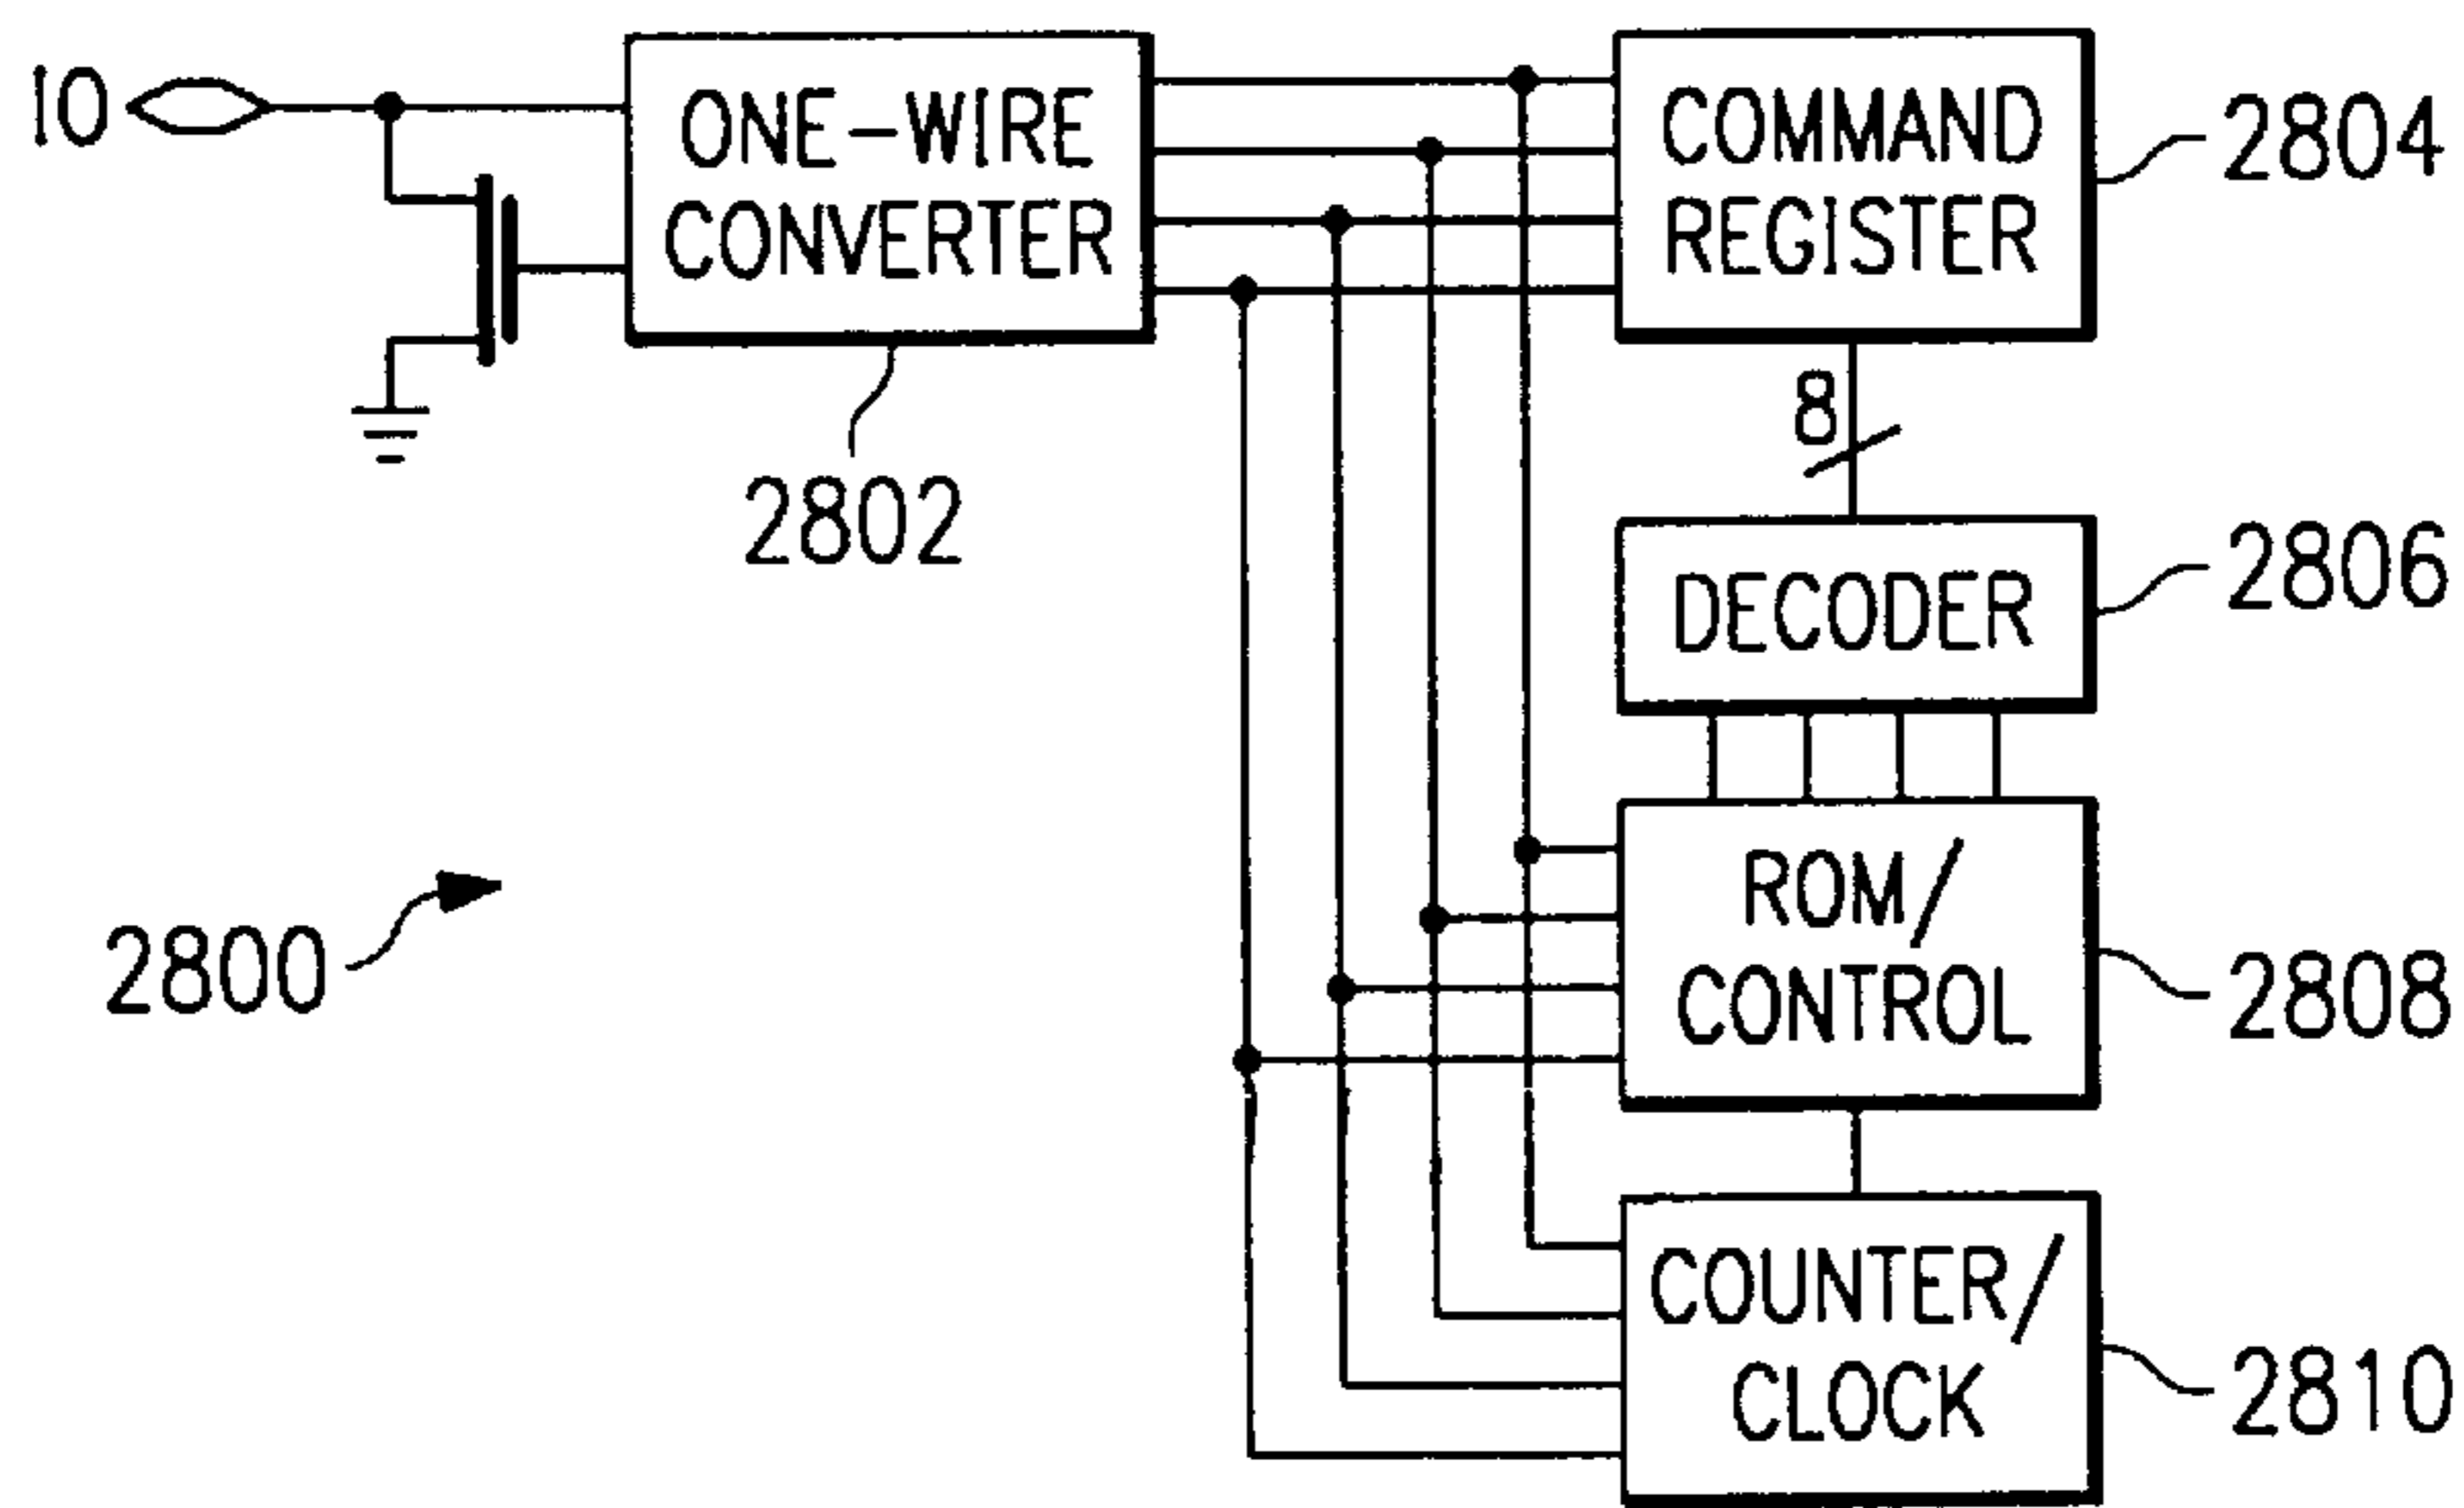 IO
ONE-WIRE
CONVERTER
2802
COMMAND
REGISTER
2804
8
DECODER
2806
2800
ROM/
CONTROL
2808
COUNTER/
CLOCK
2810